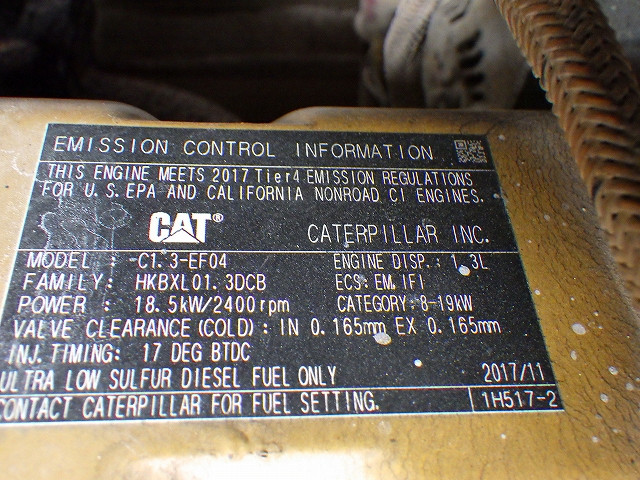 EMISSION CONTROL INFORMATION
THIS ENGINE MEETS 2017 Tier4 EMISSION REGULATIONS
FOR U.S.EPA AND CALIFORNIA NONROAD CI ENGINES.
CAT® CATERPILLAR INC.
MODEL : C1.3-EF04 ENGINE DISP.: 1.3L
FAMILY: HKBXL01.3DCB ECS: EM,IFI
POWER : 18.5kW/2400rpm CATEGORY: 8-19kW
VALVE CLEARANCE(COLD): IN 0.165mm EX 0.165mm
INJ. TIMING: 17 DEG BTDC
ULTRA LOW SULFUR DIESEL FUEL ONLY 2017/11
CONTACT CATERPILLAR FOR FUEL SETTING. 1H517-2